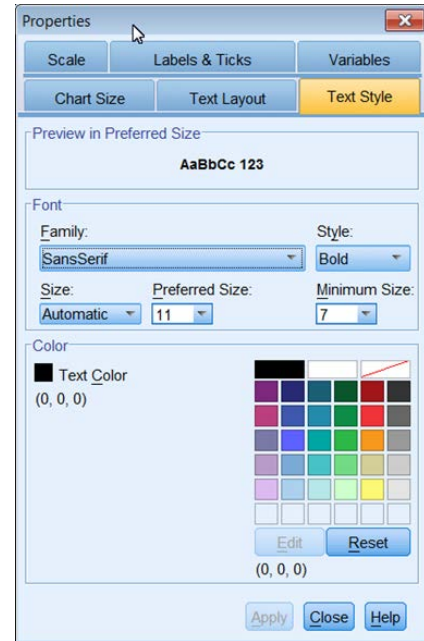 Properties
Scale Labels & Ticks Variables
Chart Size Text Layout Text Style
Preview in Preferred Size
AaBbCc 123
Font
Family: Style:
SansSerif Bold
Size: Preferred Size: Minimum Size:
Automatic 11 7
Color
Text Color
(0, 0, 0)
Edit Reset
(0, 0, 0)
Apply Close Help